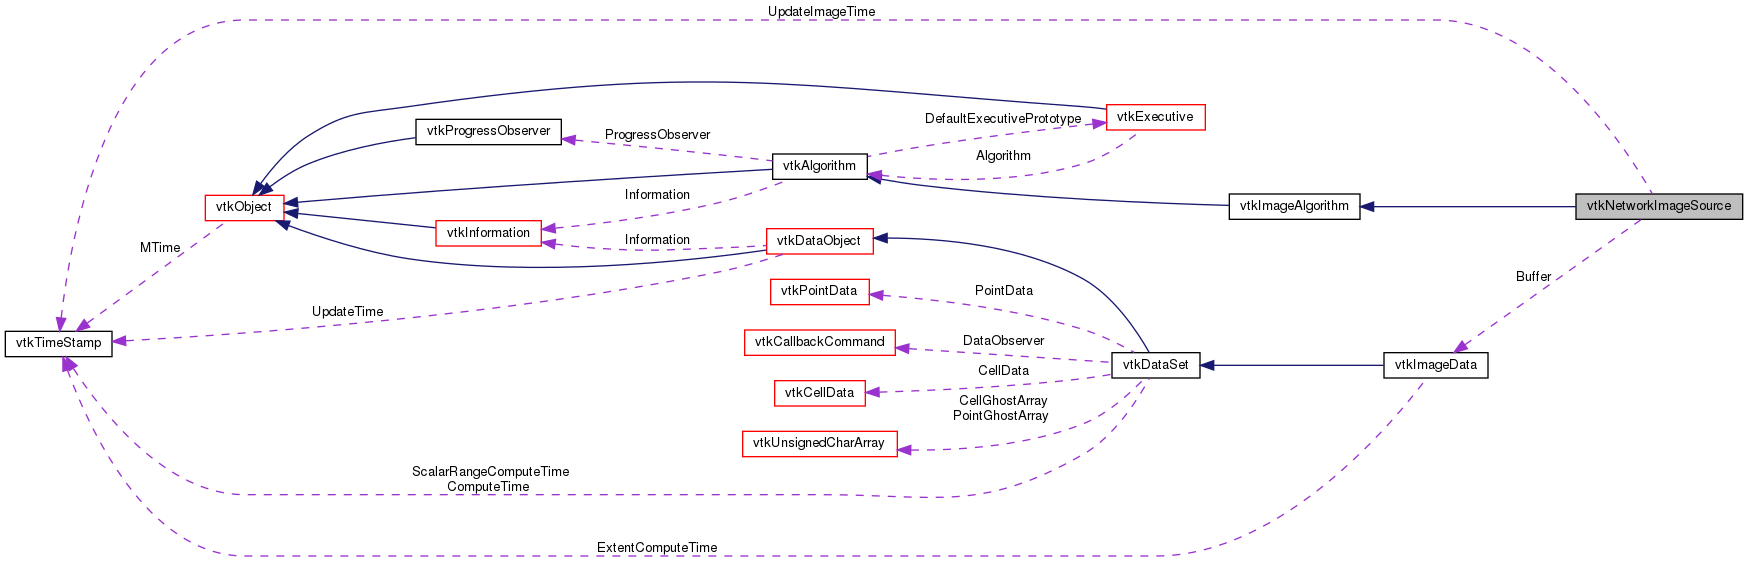 UpdateImageTime
DefaultExecutivePrototype
vtkExecutive
vtkProgressObserver
ProgressObserver
Algorithm
vtkAlgorithm
Information
vtkObject
vtkImageAlgorithm
vtkNetworkImageSource
vtkInformation
Information
vtkDataObject
MTime
Buffer
vtkPointData
PointData
UpdateTime
vtkTimeStamp
vtkCallbackCommand
DataObserver
vtkDataSet
vtkImageData
CellData
vtkCellData
CellGhostArray
PointGhostArray
vtkUnsignedCharArray
ScalarRangeComputeTime
ComputeTime
ExtentComputeTime